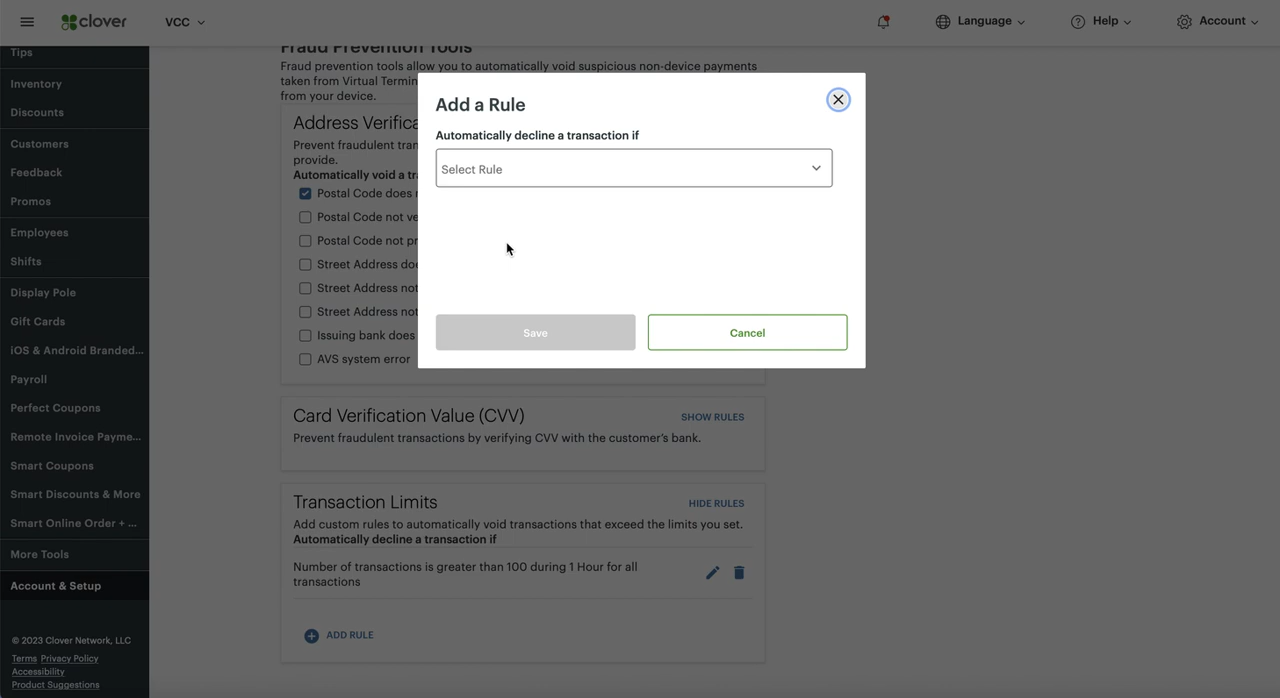 clover
VCC
Language
Help
Account
Tips
Inventory
Discounts
Customers
Feedback
Promos
Employees
Shifts
Display Pole
Gift Cards
iOS & Android Branded...
Payroll
Perfect Coupons
Remote Invoice Payme...
Smart Coupons
Smart Discounts & More
Smart Online Order + ...
More Tools
Account & Setup
© 2023 Clover Network, LLC
Terms Privacy Policy
Accessibility
Product Suggestions
Fraud Prevention Tools
Fraud prevention tools allow you to automatically void suspicious non-device payments
taken from Virtual Termin
from your device.
Address Verifica
Prevent fraudulent tran
provide.
Automatically void a tra
Postal Code does
Postal Code not ve
Postal Code not pr
Street Address doe
Street Address not
Street Address not
Issuing bank does
AVS system error
Add a Rule
Automatically decline a transaction if
Select Rule
Save
Cancel
Card Verification Value (CVV)
SHOW RULES
Prevent fraudulent transactions by verifying CVV with the customer's bank.
Transaction Limits
HIDE RULES
Add custom rules to automatically void transactions that exceed the limits you set.
Automatically decline a transaction if
Number of transactions is greater than 100 during 1 Hour for all
transactions
ADD RULE